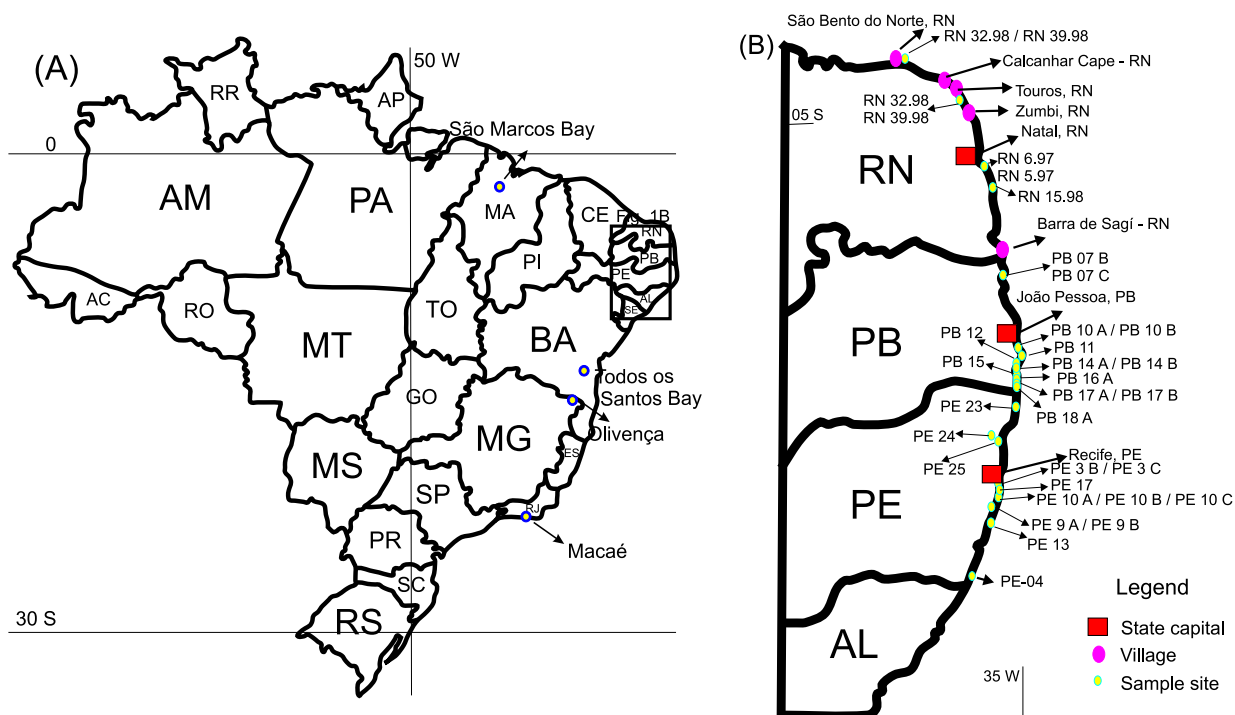 (A)
50 W
RR
AP
São Marcos Bay
0
AM
PA
MA
CE
Fig. 1B
RN
PB
PI
PE
AL
SE
AC
RO
TO
MT
BA
Todos os
Santos Bay
GO
Olivença
MG
ES
MS
SP
RJ
Macaé
PR
SC
RS
30 S
(B)
São Bento do Norte, RN
RN 32.98 / RN 39.98
Calcanhar Cape - RN
Touros, RN
RN 32.98
RN 39.98
Zumbi, RN
05 S
Natal, RN
RN
RN 6.97
RN 5.97
RN 15.98
Barra de Sagí - RN
PB 07 B
PB 07 C
João Pessoa, PB
PB
PB 12
PB 10 A / PB 10 B
PB 11
PB 15
PB 14 A / PB 14 B
PB 16 A
PB 17 A / PB 17 B
PB 18 A
PE 23
PE 24
PE 25
Recife, PE
PE 3 B / PE 3 C
PE 17
PE 10 A / PE 10 B / PE 10 C
PE
PE 9 A / PE 9 B
PE 13
PE-04
AL
35 W
Legend
State capital
Village
Sample site